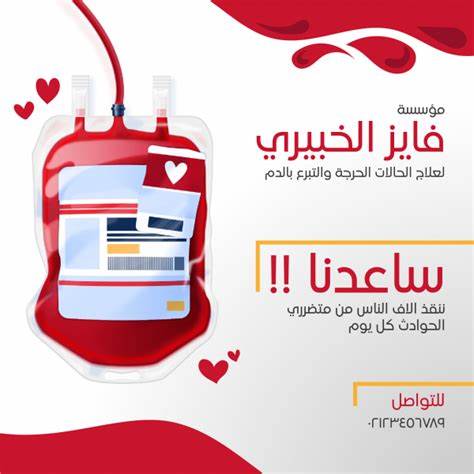 مؤسسة
فايز الخبيري
لعلاج الحالات الحرجة والتبرع بالدم
ساعدنا !!
ننقذ الاف الناس من متضرري
الحوادث كل يوم
للتواصل
٠٢١٢٣٤٥٦٧٨٩